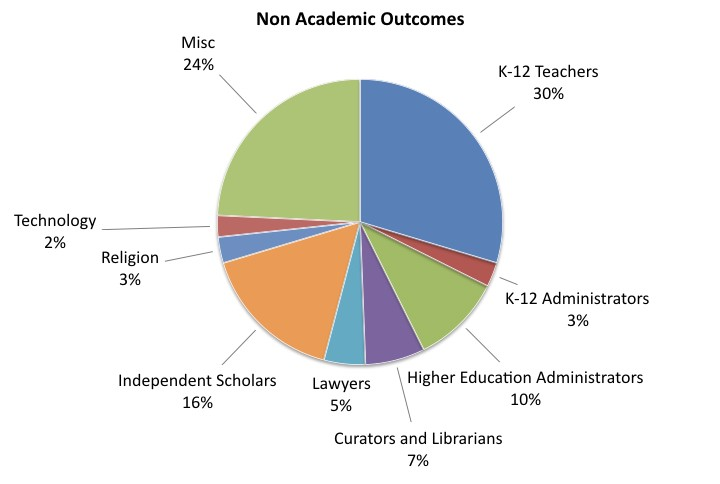 Non Academic Outcomes
Misc
24%
K-12 Teachers
30%
Technology
2%
Religion
3%
K-12 Administrators
3%
Independent Scholars
16%
Lawyers
5%
Higher Education Administrators
10%
Curators and Librarians
7%